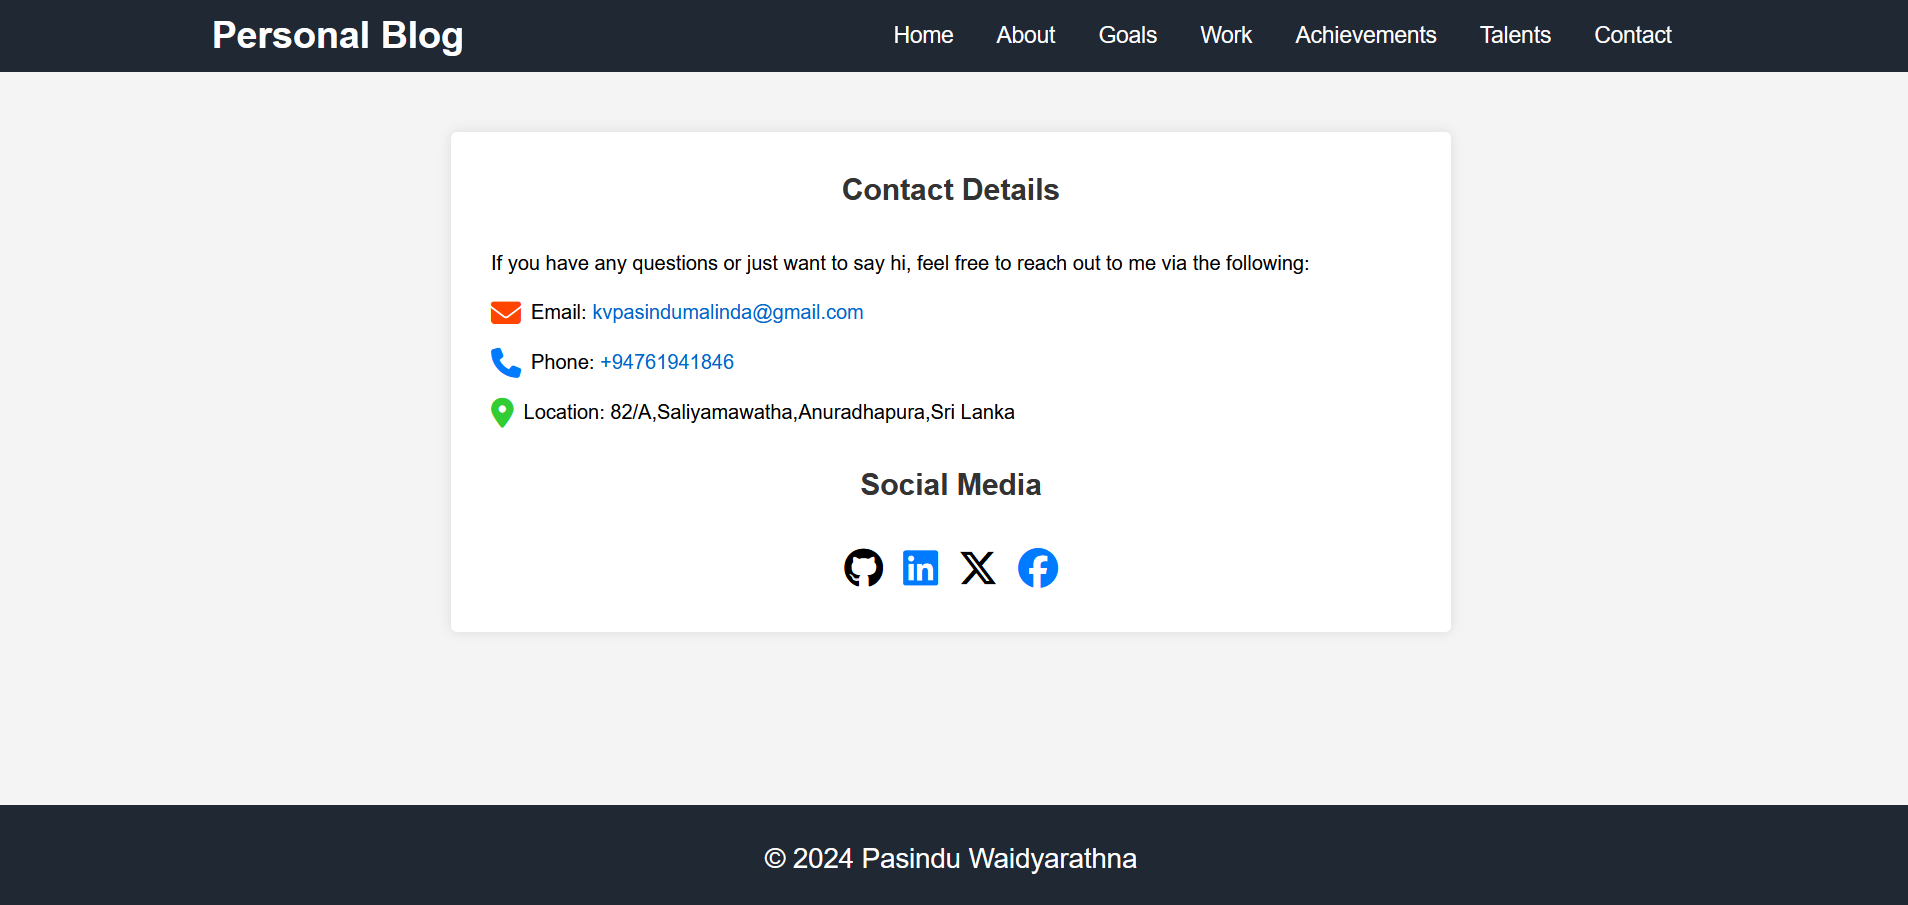 Personal Blog
Home About Goals Work Achievements Talents Contact
Contact Details
If you have any questions or just want to say hi, feel free to reach out to me via the following:
Email: kvpasindumalinda@gmail.com
Phone: +94761941846
Location: 82/A,Saliyamawatha,Anuradhapura,Sri Lanka
Social Media
© 2024 Pasindu Waidyarathna